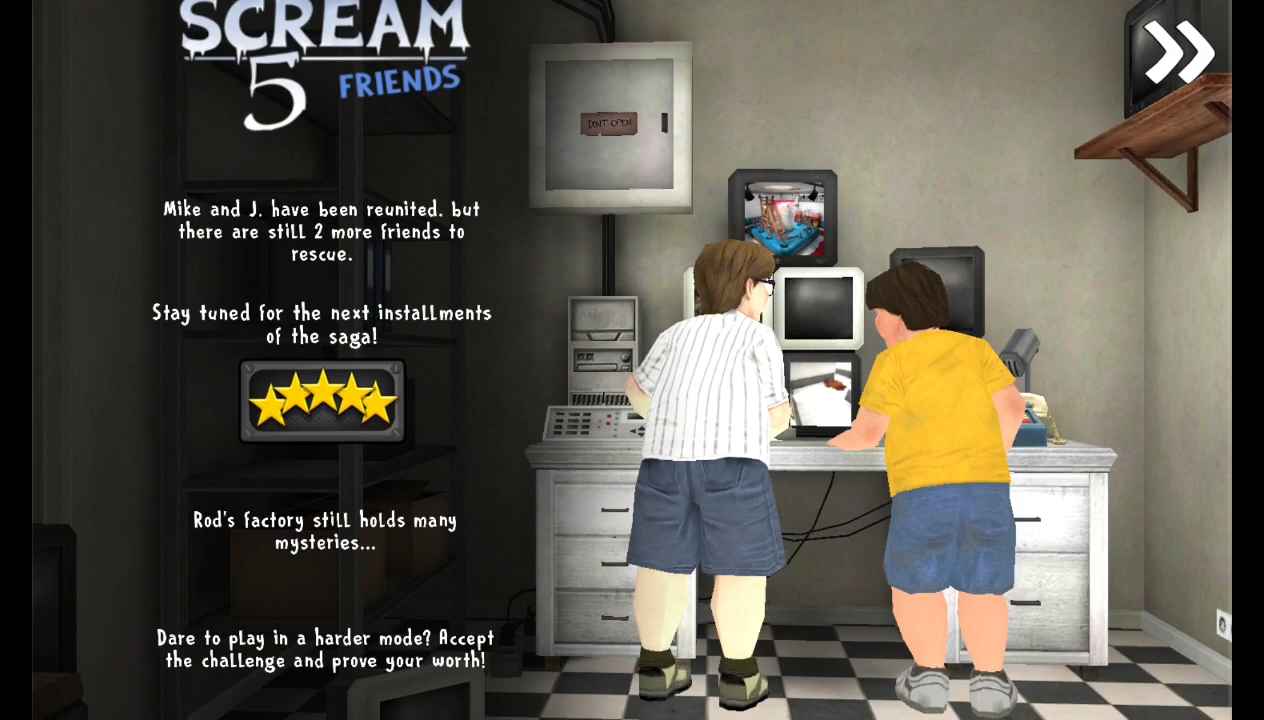 SCREAM
5 FRIENDS
DON'T OPEN
Mike and J. have been reunited, but
there are still 2 more friends to
rescue.
Stay tuned for the next installments
of the saga!
Rod's factory still holds many
mysteries...
Dare to play in a harder mode? Accept
the challenge and prove your worth!